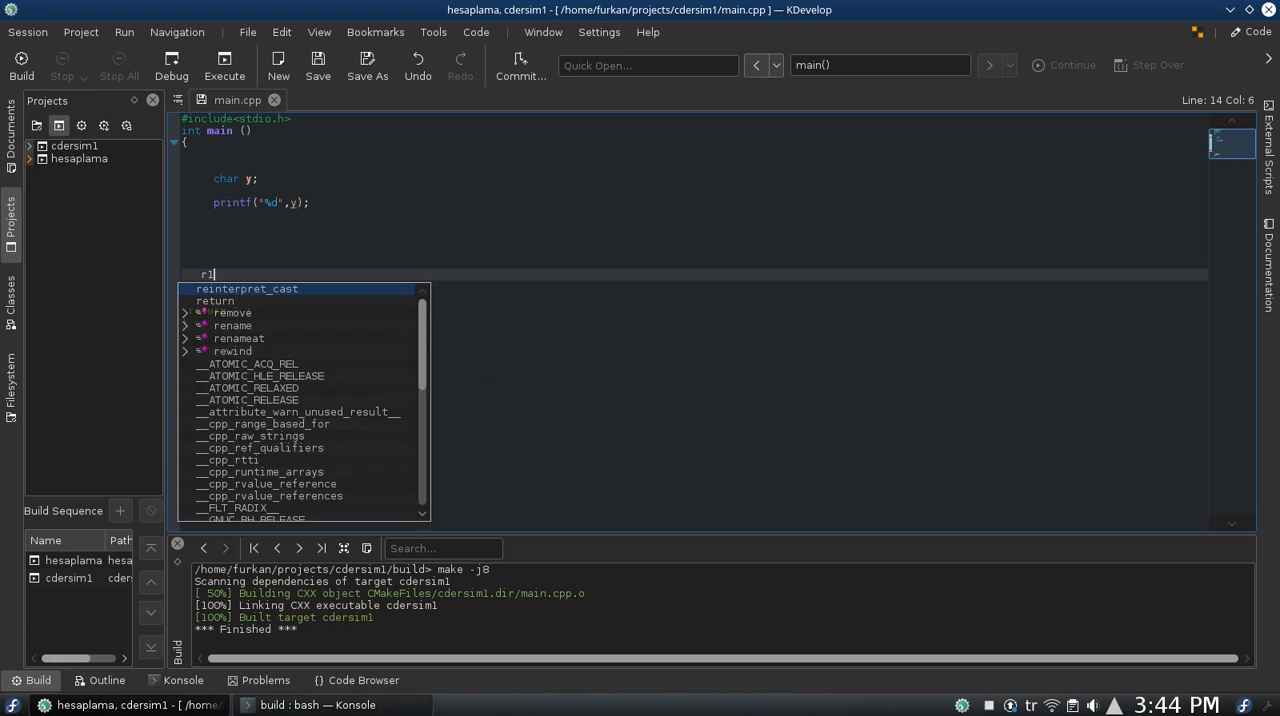 hesaplama, cdersim1 - [ /home/furkan/projects/cdersim1/main.cpp ] — KDevelop
Session Project Run Navigation File Edit View Bookmarks Tools Code Window Settings Help Code
Build Stop Stop All Debug Execute New Save Save As Undo Redo Commit... Quick Open... main() Continue Step Over
Projects main.cpp Line: 14 Col: 6
Documents
Projects
Classes
Filesystem
cdersim1
hesaplama
#include<stdio.h>
int main ()
{
char y;
printf("%d",y);
r1
reinterpret_cast
return
remove
rename
renameat
rewind
__ATOMIC_ACQ_REL
__ATOMIC_HLE_RELEASE
__ATOMIC_RELAXED
__ATOMIC_RELEASE
__attribute_warn_unused_result__
__cpp_range_based_for
__cpp_raw_strings
__cpp_ref_qualifiers
__cpp_rtti
__cpp_runtime_arrays
__cpp_rvalue_reference
__cpp_rvalue_references
__FLT_RADIX__
External Scripts
Documentation
Build Sequence
Name Path
hesaplama hesa
cdersim1 cders
Search...
/home/furkan/projects/cdersim1/build> make -j8
Scanning dependencies of target cdersim1
[ 50%] Building CXX object CMakeFiles/cdersim1.dir/main.cpp.o
[100%] Linking CXX executable cdersim1
[100%] Built target cdersim1
*** Finished ***
Build
Build Outline Konsole Problems Code Browser
hesaplama, cdersim1 - [ /home/ build : bash — Konsole tr 3:44 PM